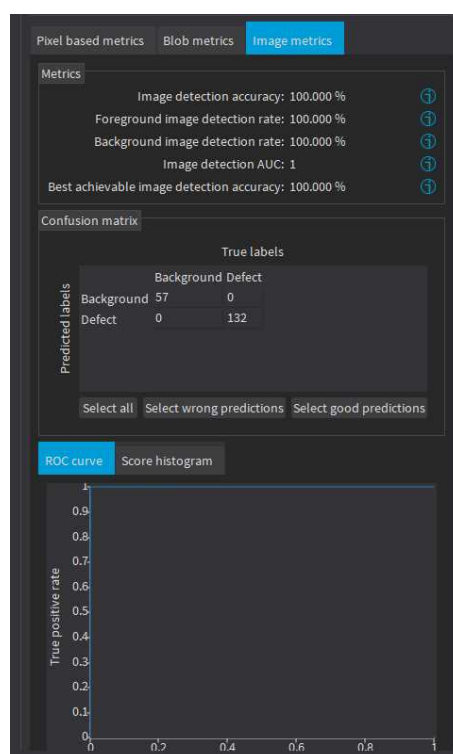 Pixel based metrics Blob metrics Image metrics
Metrics
Image detection accuracy: 100.000 %
Foreground image detection rate: 100.000 %
Background image detection rate: 100.000 %
Image detection AUC: 1
Best achievable image detection accuracy: 100.000 %
Confusion matrix
True labels
Predicted labels
Background Defect
Background 57 0
Defect 0 132
Select all Select wrong predictions Select good predictions
ROC curve Score histogram
True positive rate
1
0.9
0.8
0.7
0.6
0.5
0.4
0.3
0.2
0.1
0
0 0.2 0.4 0.6 0.8 1